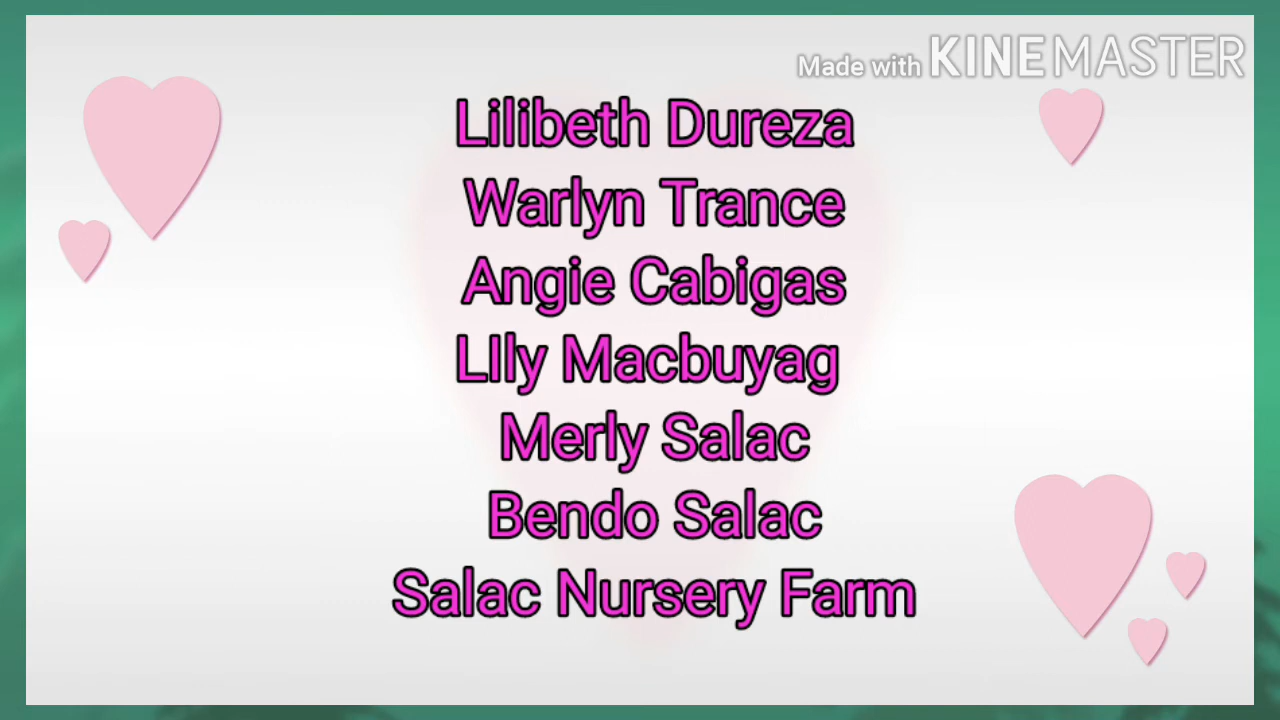 Made with KINEMASTER
Lilibeth Dureza
Warlyn Trance
Angie Cabigas
LIly Macbuyag
Merly Salac
Bendo Salac
Salac Nursery Farm